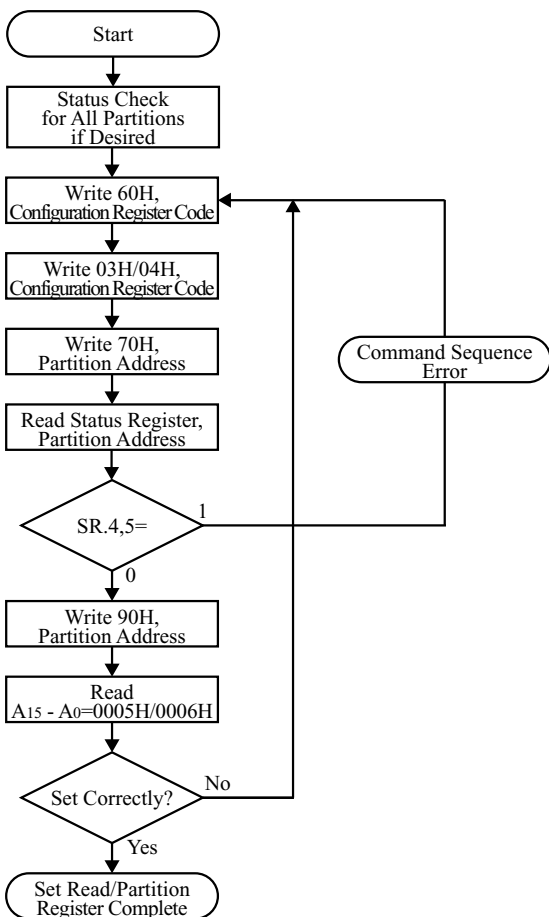 Start
Status Check
for All Partitions
if Desired
Write 60H,
Configuration Register Code
Write 03H/04H,
Configuration Register Code
Write 70H,
Partition Address
Command Sequence
Error
Read Status Register,
Partition Address
SR.4,5=
1
0
Write 90H,
Partition Address
Read
A15 - A0=0005H/0006H
Set Correctly?
No
Yes
Set Read/Partition
Register Complete